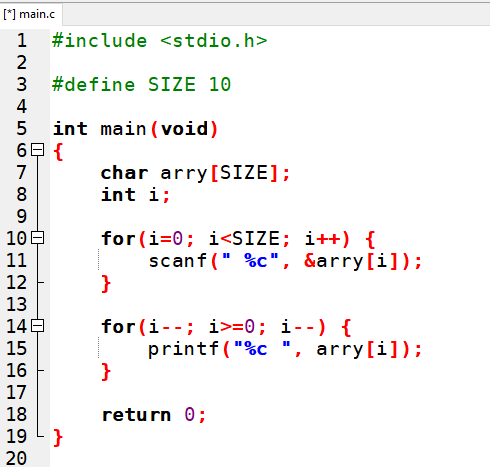 [*] main.c
1 #include <stdio.h>
2
3 #define SIZE 10
4
5 int main(void)
6 {
7     char arry[SIZE];
8     int i;
9
10     for(i=0; i<SIZE; i++) {
11         scanf(" %c", &arry[i]);
12     }
13
14     for(i--; i>=0; i--) {
15         printf("%c ", arry[i]);
16     }
17
18     return 0;
19 }
20